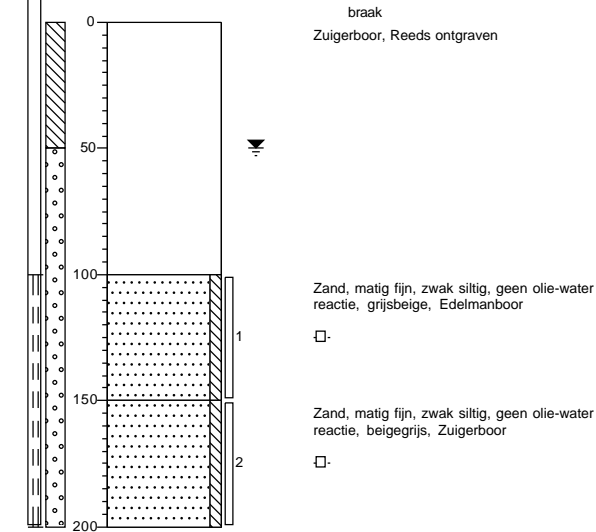 braak
0
Zuigerboor, Reeds ontgraven
50
100
Zand, matig fijn, zwak siltig, geen olie-water
reactie, grijsbeige, Edelmanboor
1
150
Zand, matig fijn, zwak siltig, geen olie-water
reactie, beigegrijs, Zuigerboor
2
200